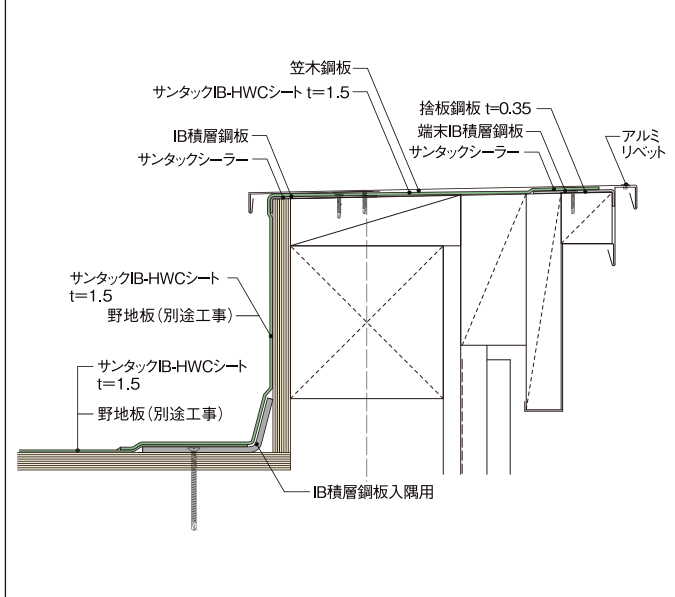 笠木鋼板
サンタックIB-HWCシート t=1.5
捨板鋼板 t=0.35
IB積層鋼板
端末IB積層鋼板
アルミ
リベット
サンタックシーラー
サンタックシーラー
サンタックIB-HWCシート
t=1.5
野地板（別途工事）
サンタックIB-HWCシート
t=1.5
野地板（別途工事）
IB積層鋼板入隅用